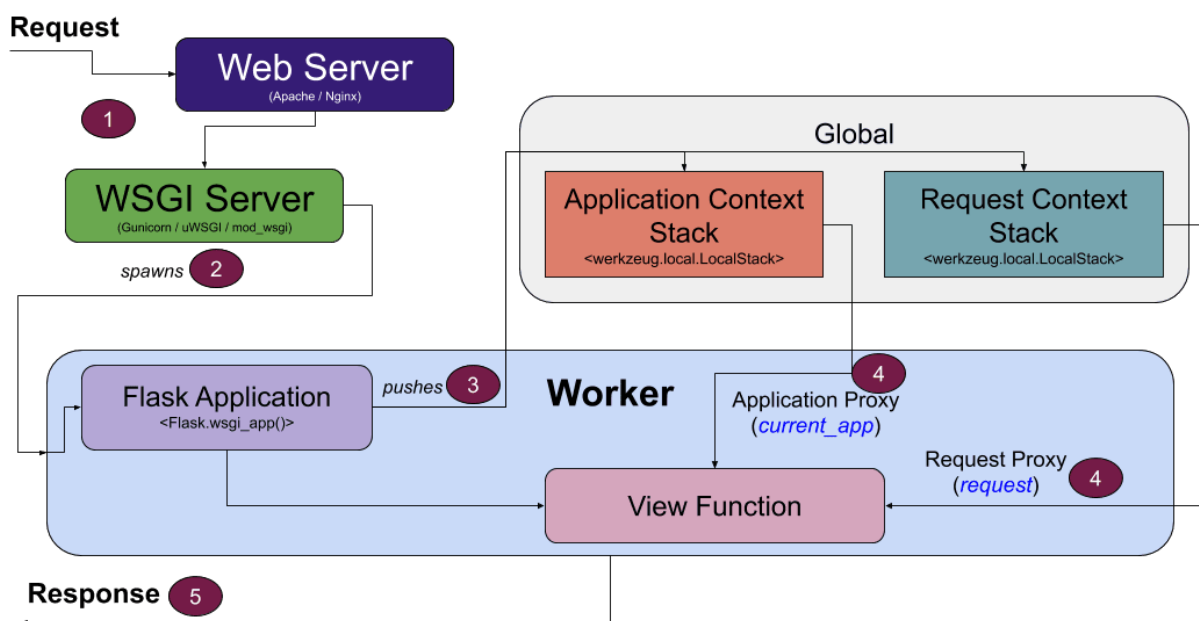 Request
Web Server
(Apache / Nginx)
1
Global
WSGI Server
(Gunicorn / uWSGI / mod_wsgi)
Application Context
Stack
<werkzeug.local.LocalStack>
Request Context
Stack
<werkzeug.local.LocalStack>
spawns
2
Flask Application
<Flask.wsgi_app()>
pushes
3
Worker
4
Application Proxy
(current_app)
Request Proxy
(request)
4
View Function
Response
5